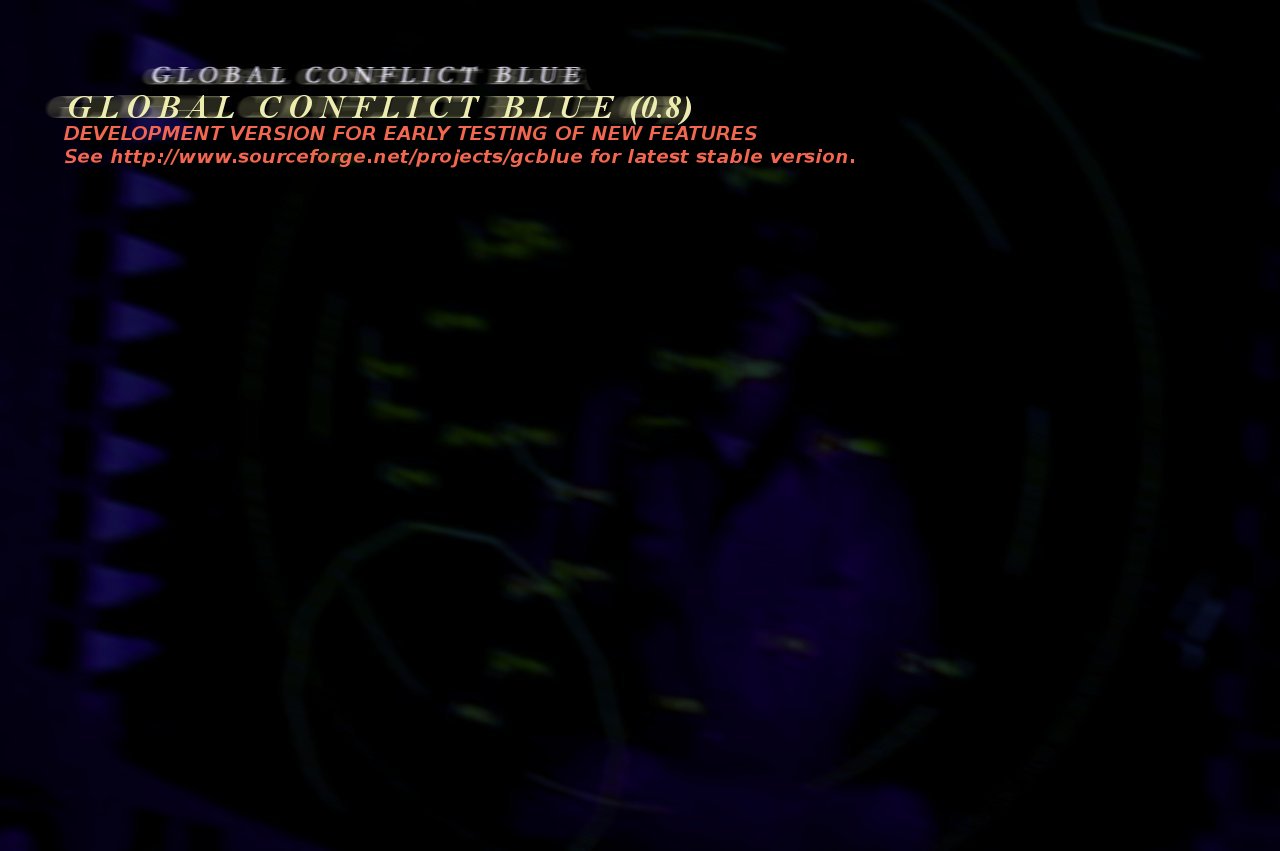 GLOBAL CONFLICT BLUE
GLOBAL CONFLICT BLUE (0.8)
DEVELOPMENT VERSION FOR EARLY TESTING OF NEW FEATURES
See http://www.sourceforge.net/projects/gcblue for latest stable version.